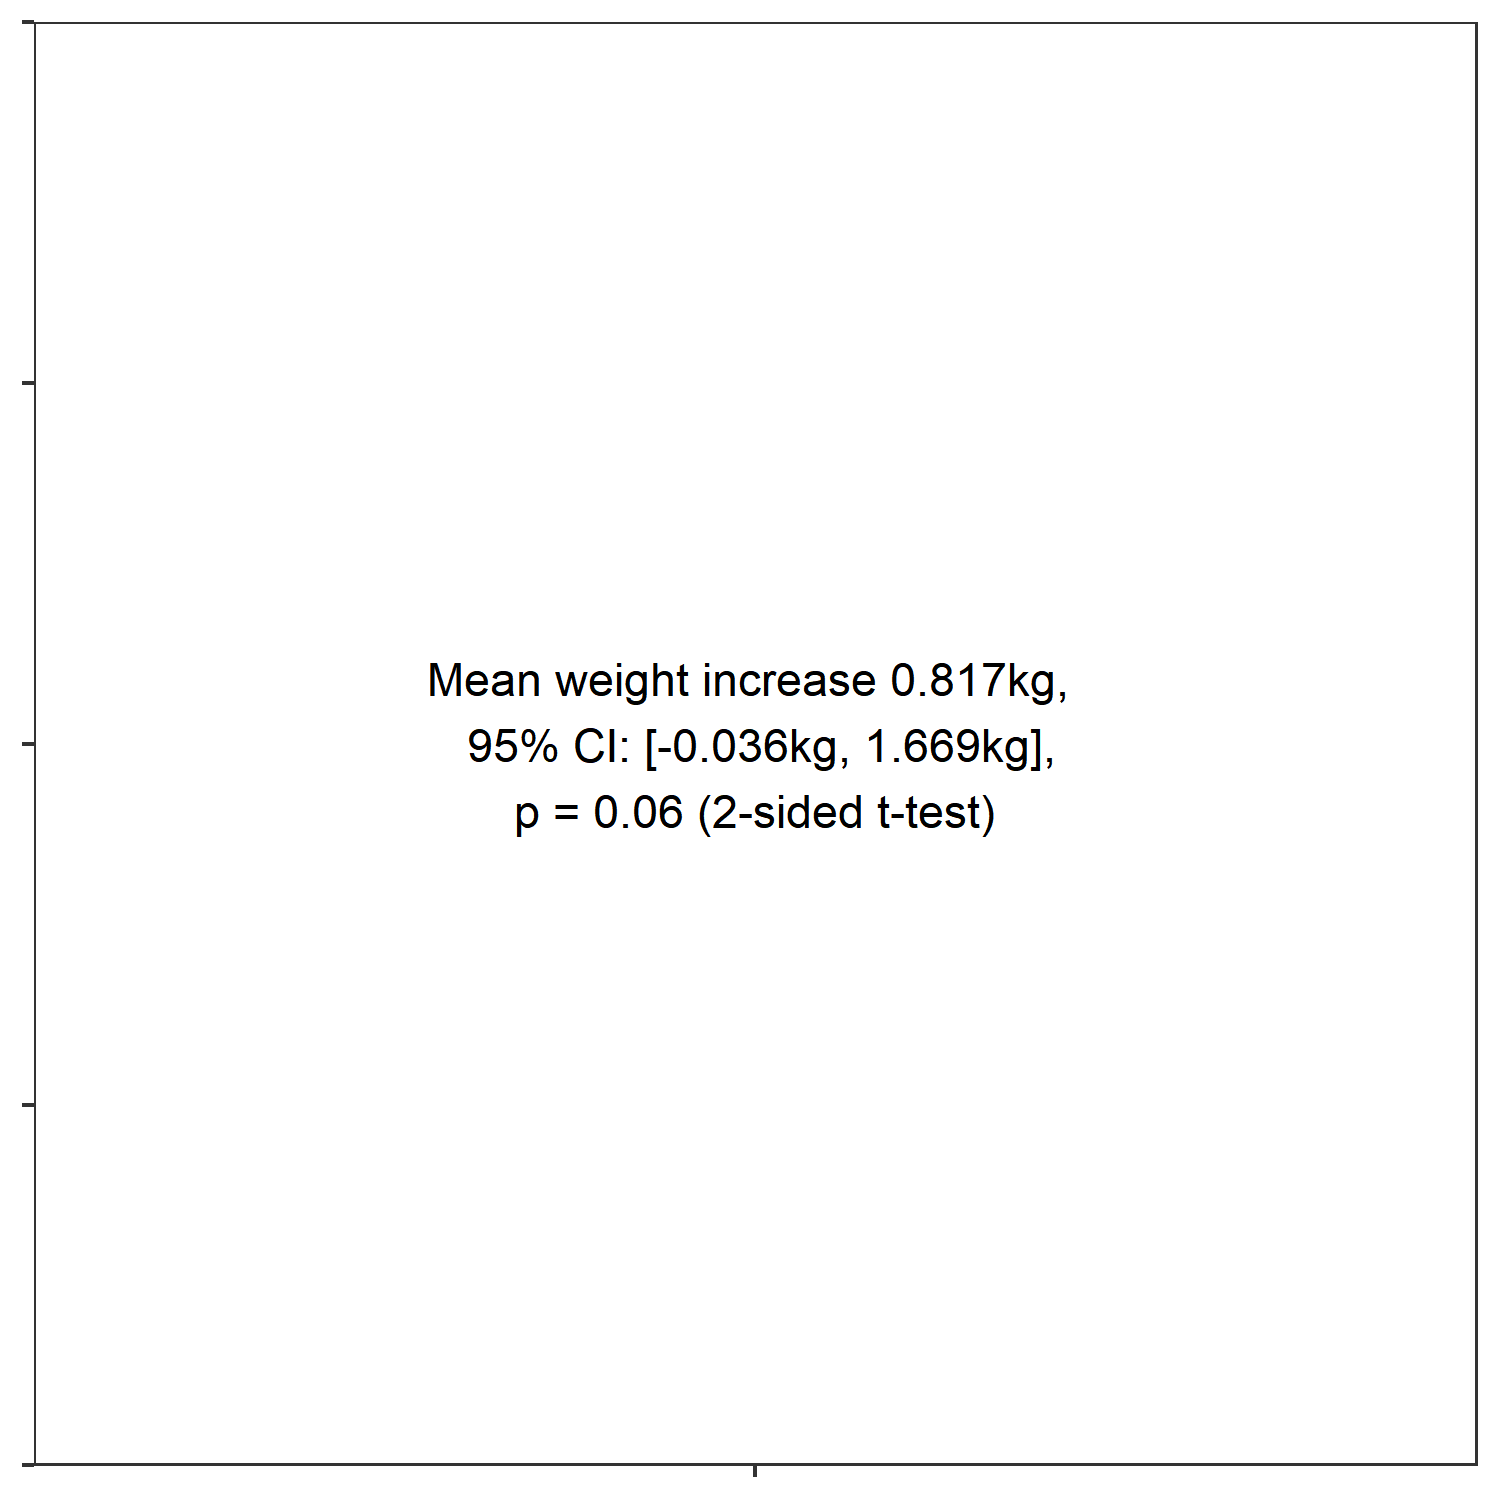 Mean weight increase 0.817kg,
95% CI: [-0.036kg, 1.669kg],
p = 0.06 (2-sided t-test)